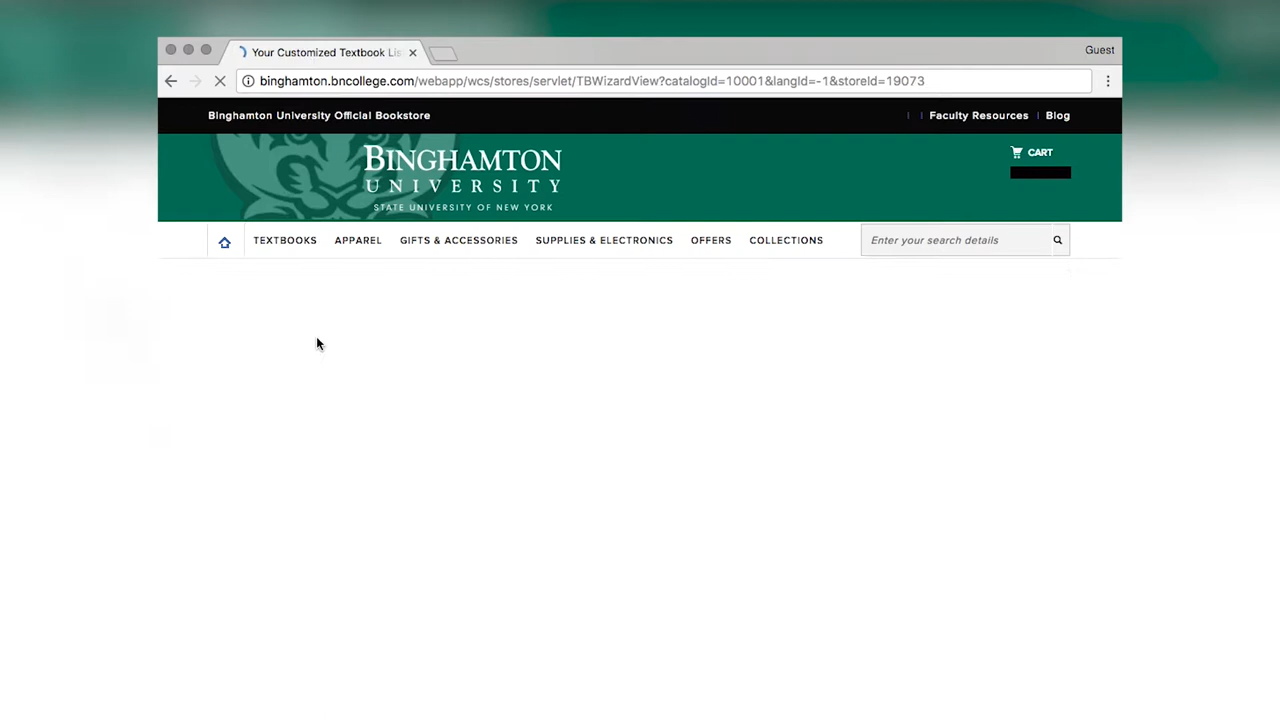 Your Customized Textbook Lis
Guest
binghamton.bncollege.com/webapp/wcs/stores/servlet/TBWizardView?catalogId=10001&langId=-1&storeId=19073
Binghamton University Official Bookstore
Faculty Resources
Blog
BINGHAMTON
UNIVERSITY
STATE UNIVERSITY OF NEW YORK
CART
TEXTBOOKS
APPAREL
GIFTS & ACCESSORIES
SUPPLIES & ELECTRONICS
OFFERS
COLLECTIONS
Enter your search details